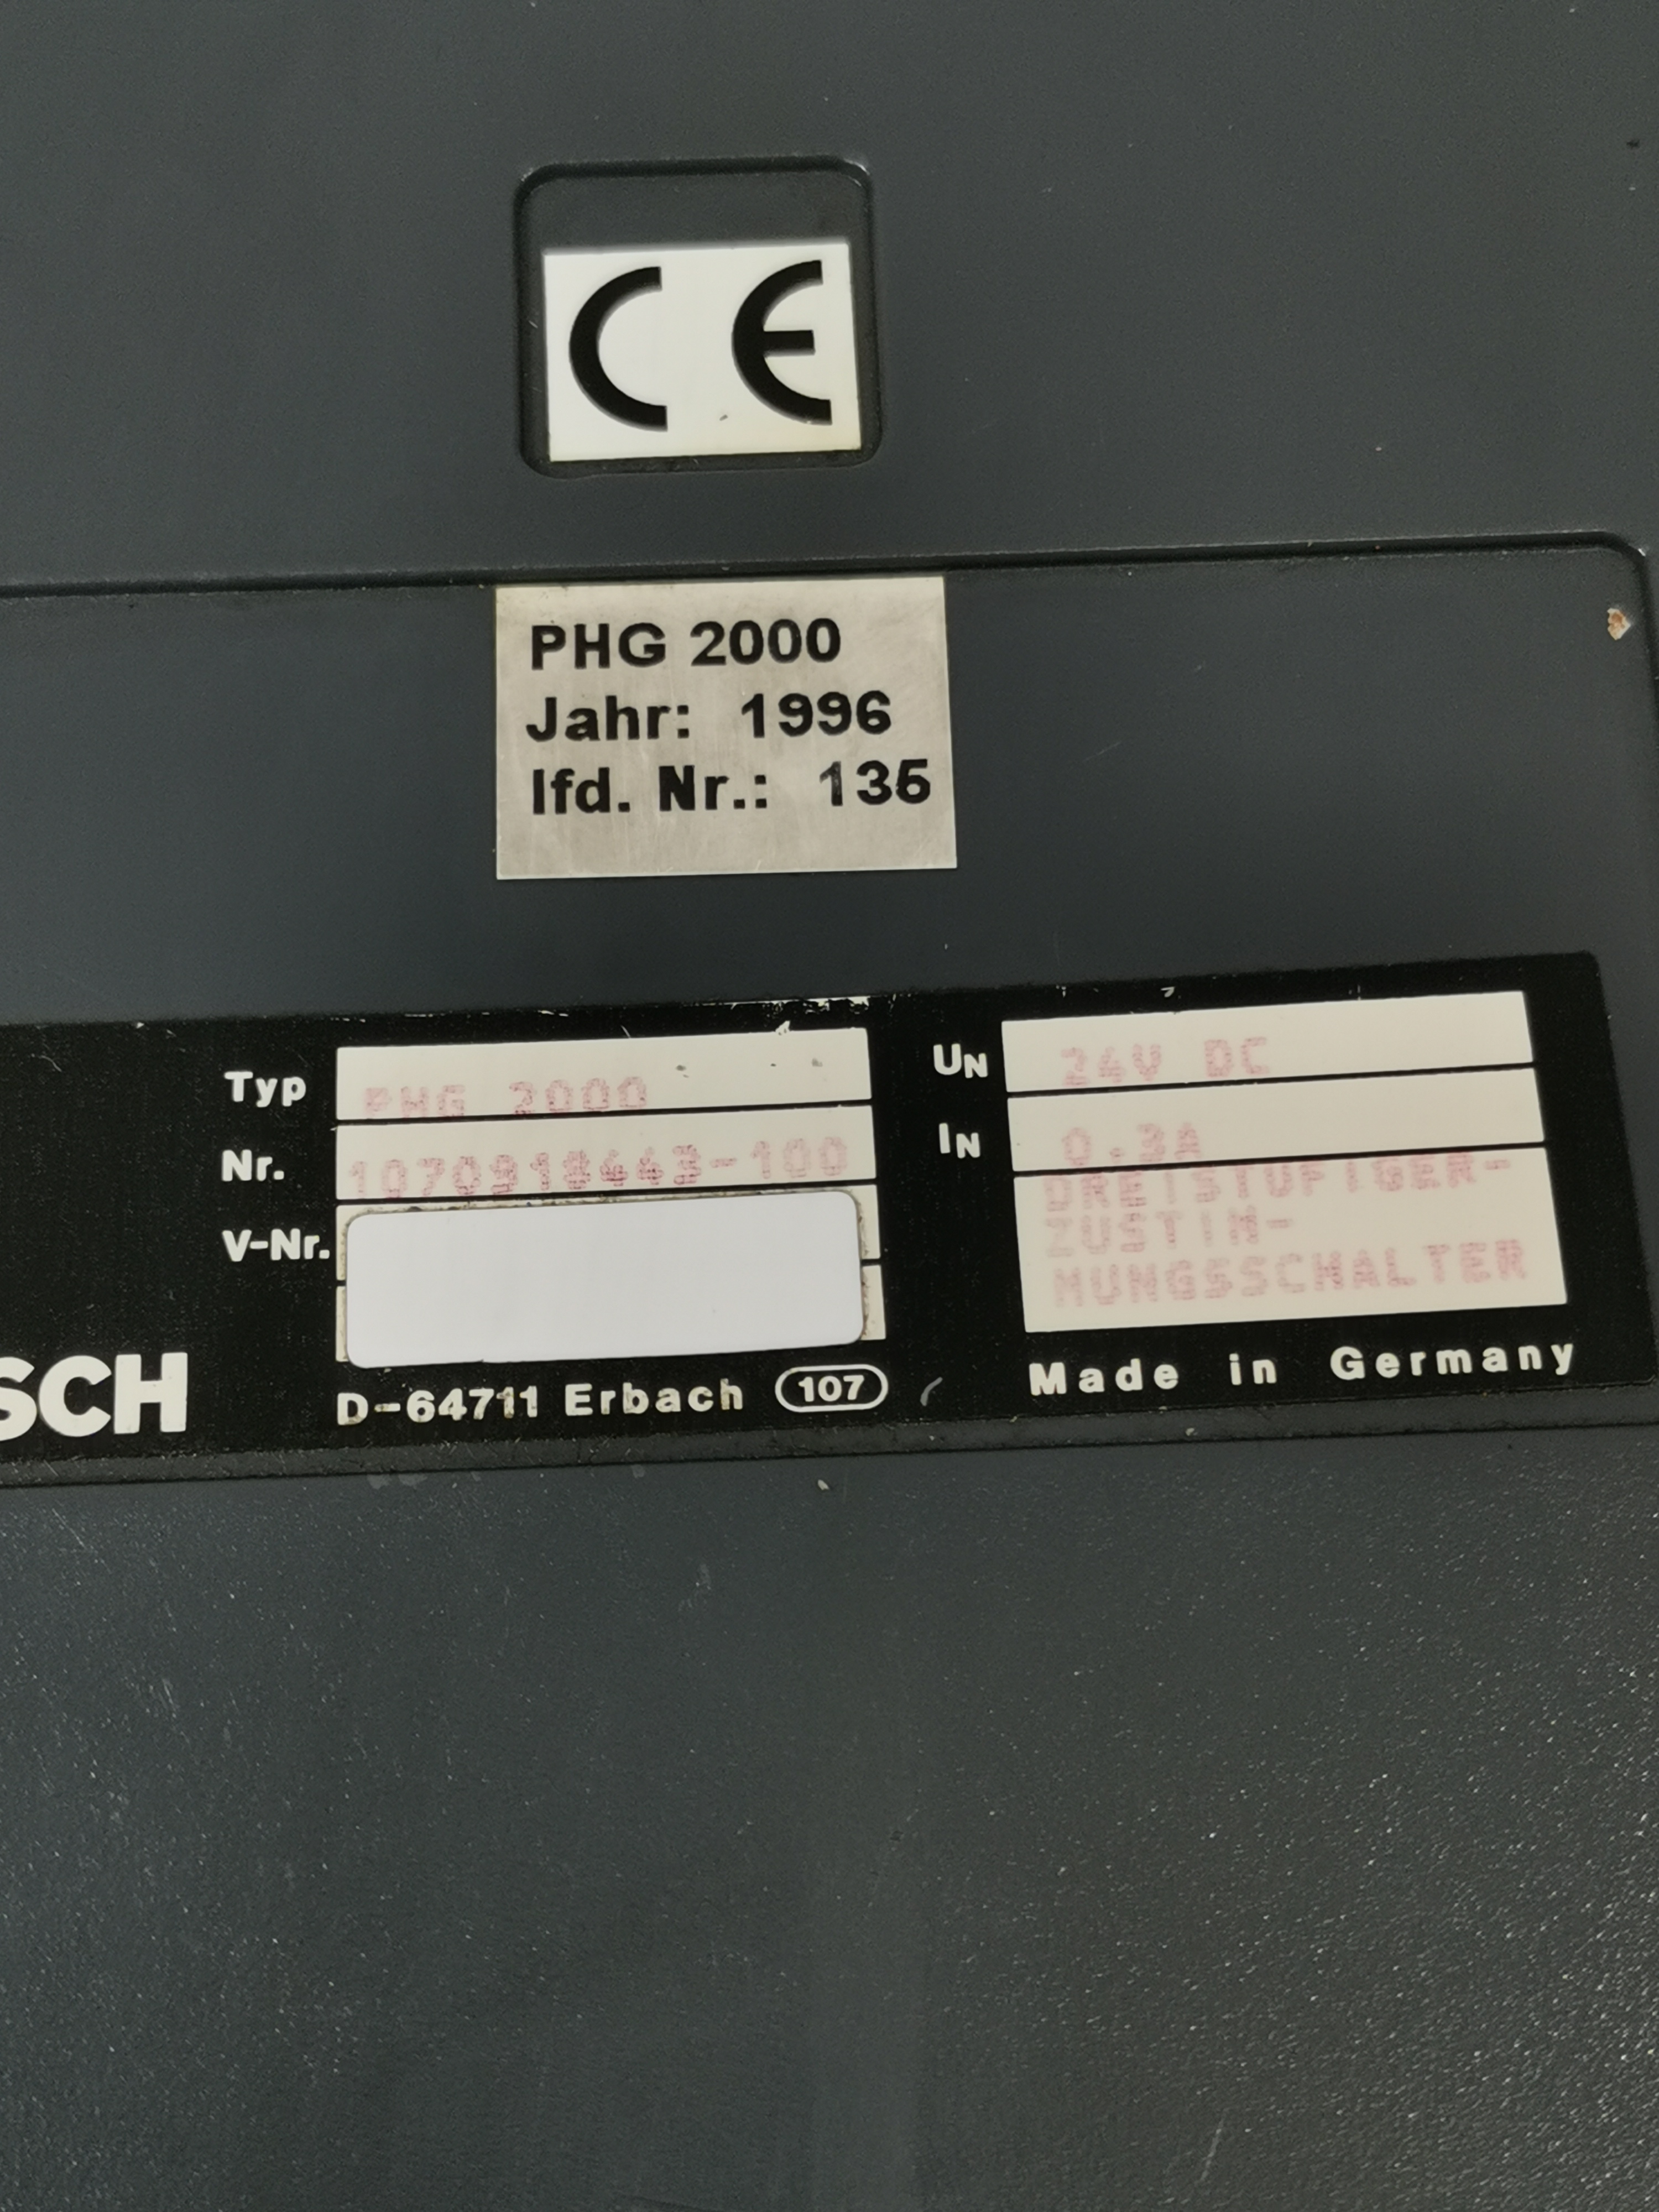 CE
PHG 2000
Jahr: 1996
lfd. Nr.: 135
Typ PHG 2000
Nr.
V-Nr.
SCH
D-64711 Erbach 107
UN 24V DC
IN 0.3A
DREISTUFIGER-
ZUSTIM-
MUNGSSCHALTER
Made in Germany